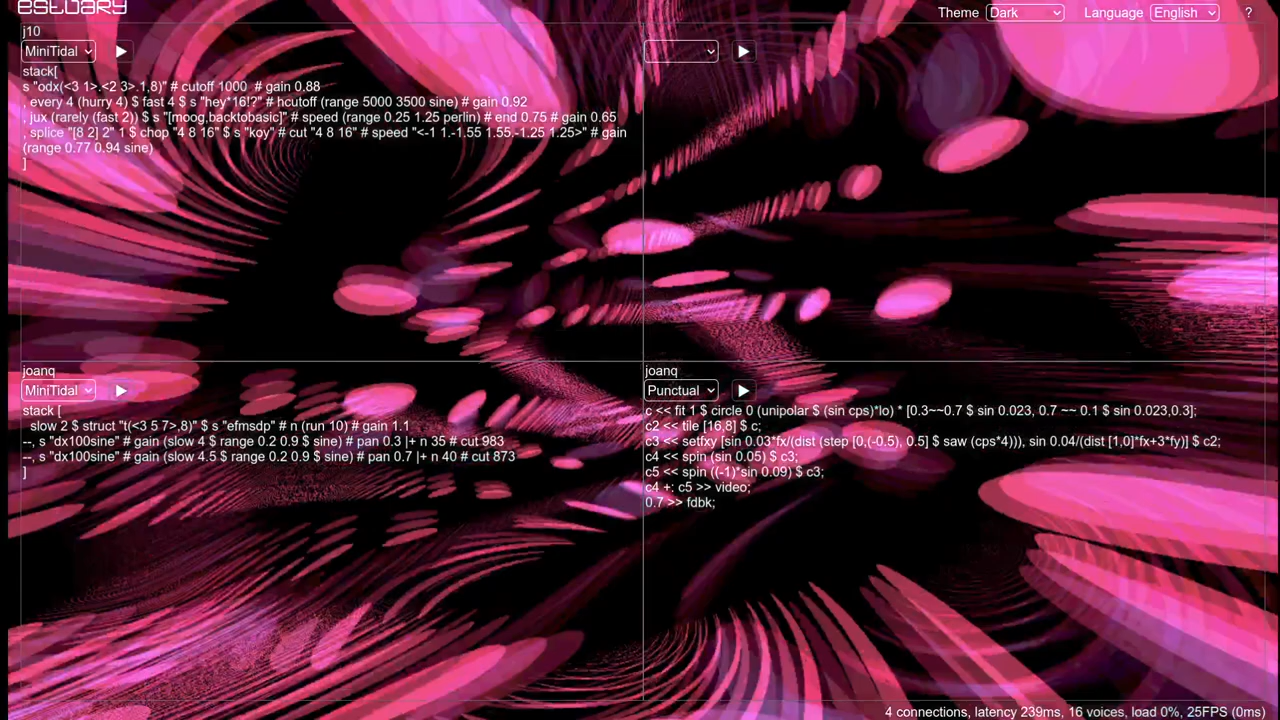 estuary
Theme Dark Language English ?
j10
MiniTidal
stack[
s "odx(<3 1>.<2 3>.1,8)" # cutoff 1000 # gain 0.88
, every 4 (hurry 4) $ fast 4 $ s "hey*16!?" # hcutoff (range 5000 3500 sine) # gain 0.92
, jux (rarely (fast 2)) $ s "[moog,backtobasic]" # speed (range 0.25 1.25 perlin) # end 0.75 # gain 0.65
, splice "[8 2] 2" 1 $ chop "4 8 16" $ s "koy" # cut "4 8 16" # speed "<-1 1.-1.55 1.55.-1.25 1.25>" # gain
(range 0.77 0.94 sine)
]
joanq
MiniTidal
stack [
slow 2 $ struct "t(<3 5 7>,8)" $ s "efmsdp" # n (run 10) # gain 1.1
--, s "dx100sine" # gain (slow 4 $ range 0.2 0.9 $ sine) # pan 0.3 |+ n 35 # cut 983
--, s "dx100sine" # gain (slow 4.5 $ range 0.2 0.9 $ sine) # pan 0.7 |+ n 40 # cut 873
]
joanq
Punctual
c << fit 1 $ circle 0 (unipolar $ (sin cps)*lo) * [0.3~~0.7 $ sin 0.023, 0.7 ~~ 0.1 $ sin 0.023,0.3];
c2 << tile [16,8] $ c;
c3 << setfxy [sin 0.03*fx/(dist (step [0,(-0.5), 0.5] $ saw (cps*4))), sin 0.04/(dist [1,0]*fx+3*fy)] $ c2;
c4 << spin (sin 0.05) $ c3;
c5 << spin ((-1)*sin 0.09) $ c3;
c4 +: c5 >> video;
0.7 >> fdbk;
4 connections, latency 239ms, 16 voices, load 0%, 25FPS (0ms)